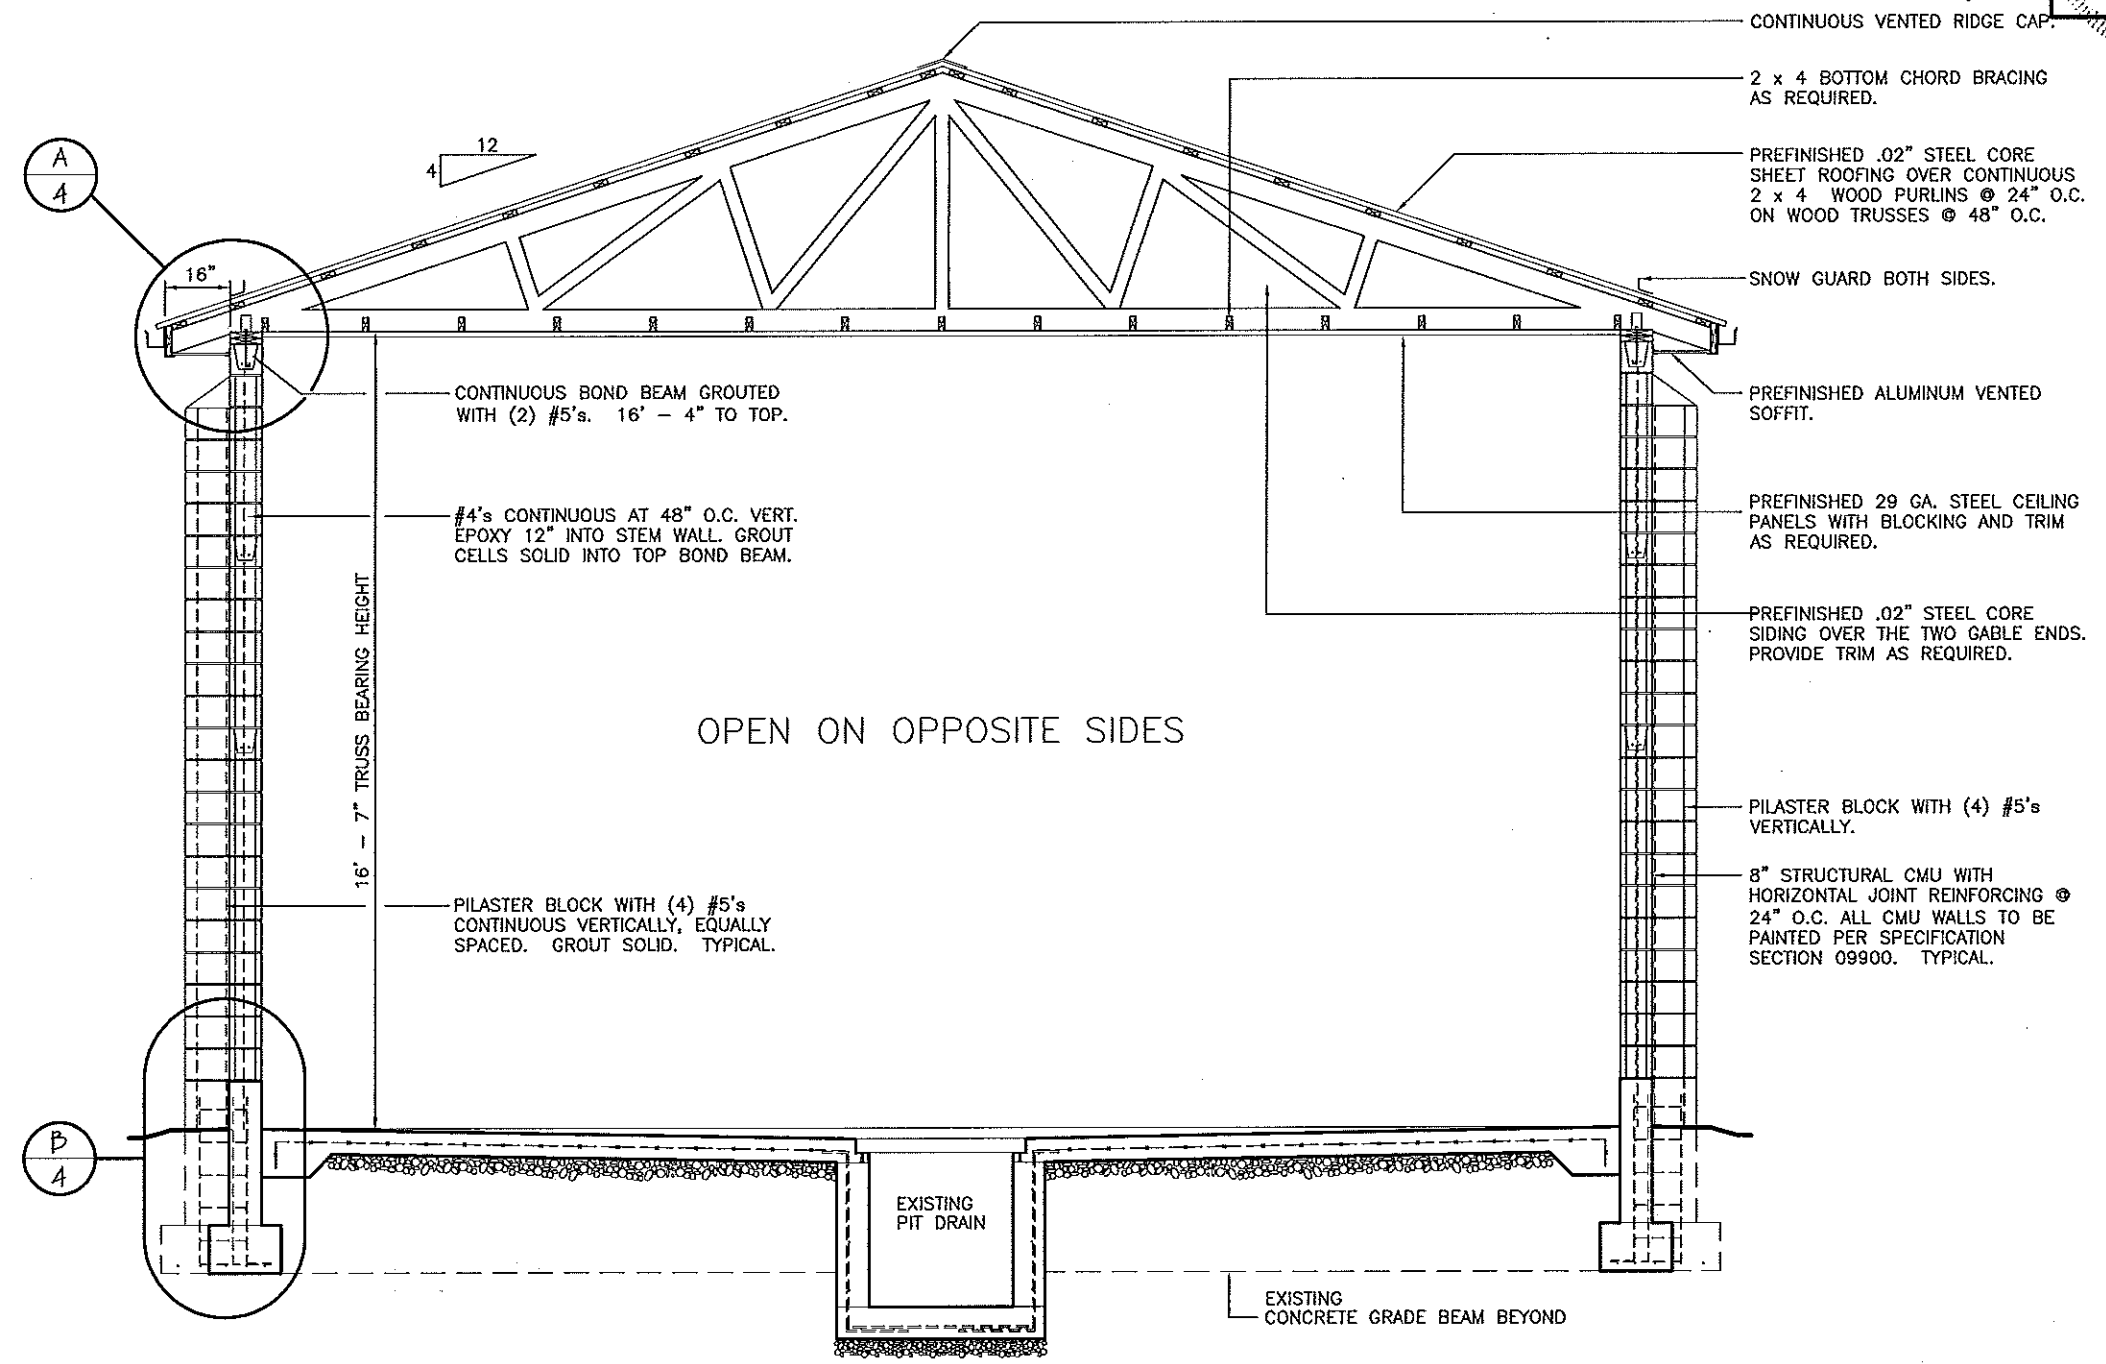 CONTINUOUS VENTED RIDGE CAP.
2 x 4 BOTTOM CHORD BRACING
AS REQUIRED.
PREFINISHED .02" STEEL CORE
SHEET ROOFING OVER CONTINUOUS
2 x 4 WOOD PURLINS @ 24" O.C.
ON WOOD TRUSSES @ 48" O.C.
SNOW GUARD BOTH SIDES.
PREFINISHED ALUMINUM VENTED
SOFFIT.
PREFINISHED 29 GA. STEEL CEILING
PANELS WITH BLOCKING AND TRIM
AS REQUIRED.
PREFINISHED .02" STEEL CORE
SIDING OVER THE TWO GABLE ENDS.
PROVIDE TRIM AS REQUIRED.
PILASTER BLOCK WITH (4) #5's
VERTICALLY.
8" STRUCTURAL CMU WITH
HORIZONTAL JOINT REINFORCING @
24" O.C. ALL CMU WALLS TO BE
PAINTED PER SPECIFICATION
SECTION 09900. TYPICAL.
A
4
12
4
16"
CONTINUOUS BOND BEAM GROUTED
WITH (2) #5's. 16' - 4" TO TOP.
#4's CONTINUOUS AT 48" O.C. VERT.
EPOXY 12" INTO STEM WALL. GROUT
CELLS SOLID INTO TOP BOND BEAM.
16' - 7" TRUSS BEARING HEIGHT
OPEN ON OPPOSITE SIDES
PILASTER BLOCK WITH (4) #5's
CONTINUOUS VERTICALLY, EQUALLY
SPACED. GROUT SOLID. TYPICAL.
B
4
EXISTING
PIT DRAIN
EXISTING
CONCRETE GRADE BEAM BEYOND